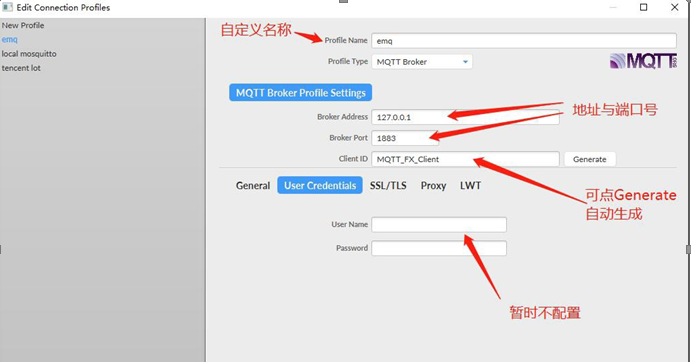 Edit Connection Profiles
New Profile
emq
local mosquitto
tencent lot
自定义名称
Profile Name emq
Profile Type MQTT Broker
MQTT
MQTT Broker Profile Settings
Broker Address 127.0.0.1
地址与端口号
Broker Port 1883
Client ID MQTT_FX_Client Generate
可点Generate
自动生成
General User Credentials SSL/TLS Proxy LWT
User Name
Password
暂时不配置